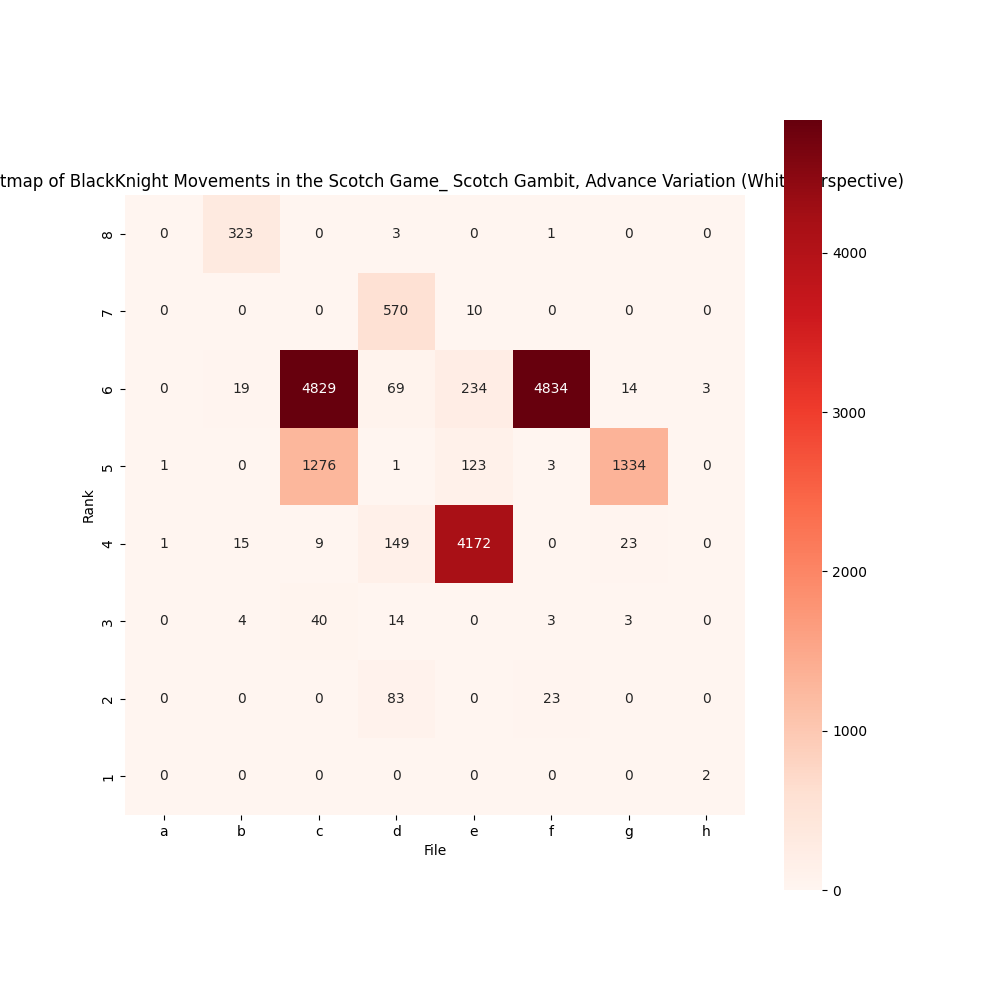 tmap of BlackKnight Movements in the Scotch Game_ Scotch Gambit, Advance Variation (Whit rspective)
8 0 323 0 3 0 1 0 0
7 0 0 0 570 10 0 0 0
6 0 19 4829 69 234 4834 14 3
5 1 0 1276 1 123 3 1334 0
4 1 15 9 149 4172 0 23 0
3 0 4 40 14 0 3 3 0
2 0 0 0 83 0 23 0 0
1 0 0 0 0 0 0 0 2
a b c d e f g h
File
Rank
4000
3000
2000
1000
0